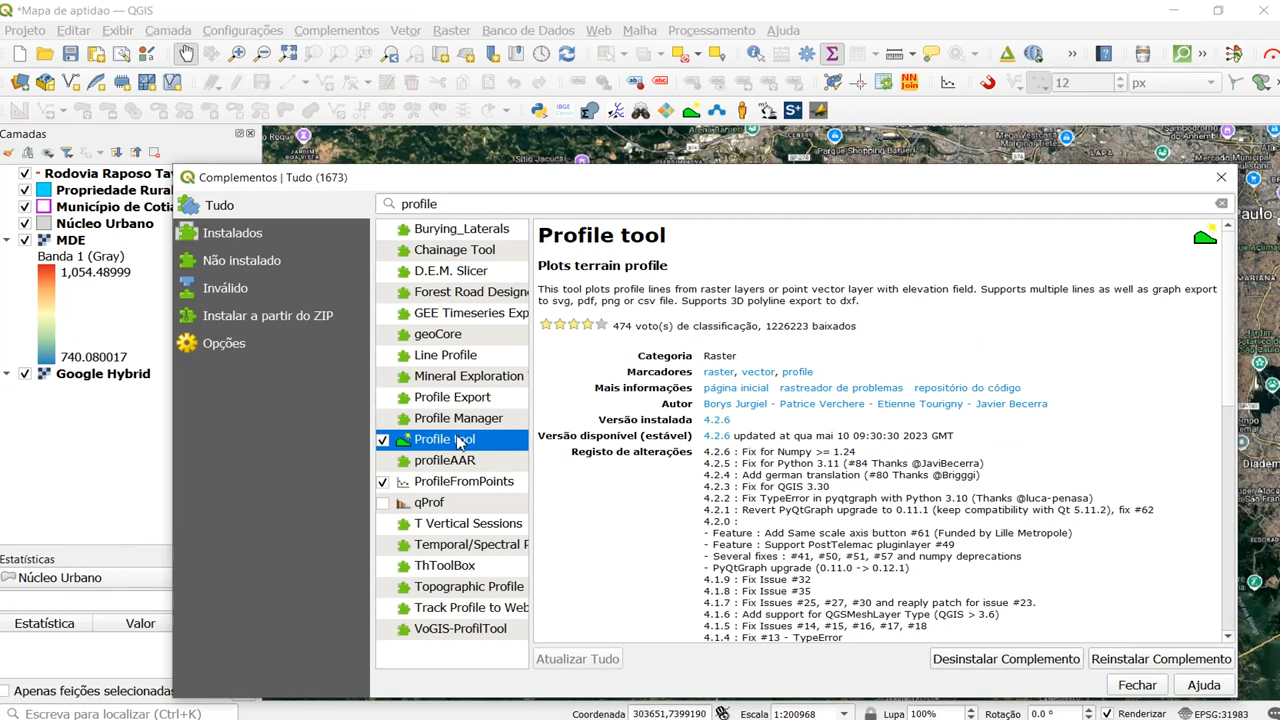 *Mapa de aptidao — QGIS
Projeto Editar Exibir Camada Configurações Complementos Vetor Raster Banco de Dados Web Malha Processamento Ajuda
12 px
Camadas
Rodovia Raposo Tav
Propriedade Rura
Município de Cotia
Núcleo Urbano
MDE
Banda 1 (Gray)
1,054.48999
740.080017
Google Hybrid
Estatísticas
Núcleo Urbano
Estatística Valor
Apenas feições selecionadas
Escreva para localizar (Ctrl+K)
Complementos | Tudo (1673)
Tudo
Instalados
Não instalado
Inválido
Instalar a partir do ZIP
Opções
profile
Burying_Laterals
Chainage Tool
D.E.M. Slicer
Forest Road Designe
GEE Timeseries Exp
geoCore
Line Profile
Mineral Exploration
Profile Export
Profile Manager
Profile tool
profileAAR
ProfileFromPoints
qProf
T Vertical Sessions
Temporal/Spectral P
ThToolBox
Topographic Profile
Track Profile to Web
VoGIS-ProfilTool
Profile tool
Plots terrain profile
This tool plots profile lines from raster layers or point vector layer with elevation field. Supports multiple lines as well as graph export
to svg, pdf, png or csv file. Supports 3D polyline export to dxf.
474 voto(s) de classificação, 1226223 baixados
Categoria Raster
Marcadores raster, vector, profile
Mais informações página inicial rastreador de problemas repositório do código
Autor Borys Jurgiel - Patrice Verchere - Etienne Tourigny - Javier Becerra
Versão instalada 4.2.6
Versão disponível (estável) 4.2.6 updated at qua mai 10 09:30:30 2023 GMT
Registo de alterações 4.2.6 : Fix for Numpy >= 1.24
4.2.5 : Fix for Python 3.11 (#84 Thanks @JaviBecerra)
4.2.4 : Add german translation (#80 Thanks @Brigggi)
4.2.3 : Fix for QGIS 3.30
4.2.2 : Fix TypeError in pyqtgraph with Python 3.10 (Thanks @luca-penasa)
4.2.1 : Revert PyQtGraph upgrade to 0.11.1 (keep compatibility with Qt 5.11.2), fix #62
4.2.0 :
- Feature : Add Same scale axis button #61 (Funded by Lille Metropole)
- Feature : Support PostTelemac pluginlayer #49
- Several fixes : #41, #50, #51, #57 and numpy deprecations
- PyQtGraph upgrade (0.11.0 -> 0.12.1)
4.1.9 : Fix Issue #32
4.1.8 : Fix Issue #35
4.1.7 : Fix Issues #25, #27, #30 and reaply patch for issue #23.
4.1.6 : Add support for QGSMeshLayer Type (QGIS > 3.6)
4.1.5 : Fix Issues #14, #15, #16, #17, #18
4.1.4 : Fix #13 - TypeError
Atualizar Tudo Desinstalar Complemento Reinstalar Complemento
Fechar Ajuda
Coordenada 303651,7399190 Escala 1:200968 Lupa 100% Rotação 0.0 ° Renderizar EPSG:31983